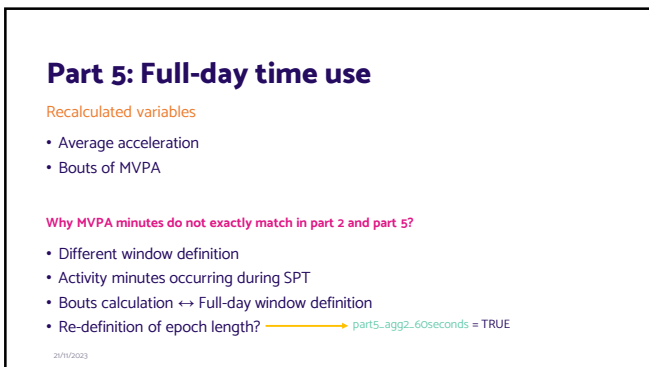 Part 5: Full-day time use
Recalculated variables
• Average acceleration
• Bouts of MVPA
Why MVPA minutes do not exactly match in part 2 and part 5?
• Different window definition
• Activity minutes occurring during SPT
• Bouts calculation ↔ Full-day window definition
• Re-definition of epoch length? part5_agg2_60seconds = TRUE
21/11/2023